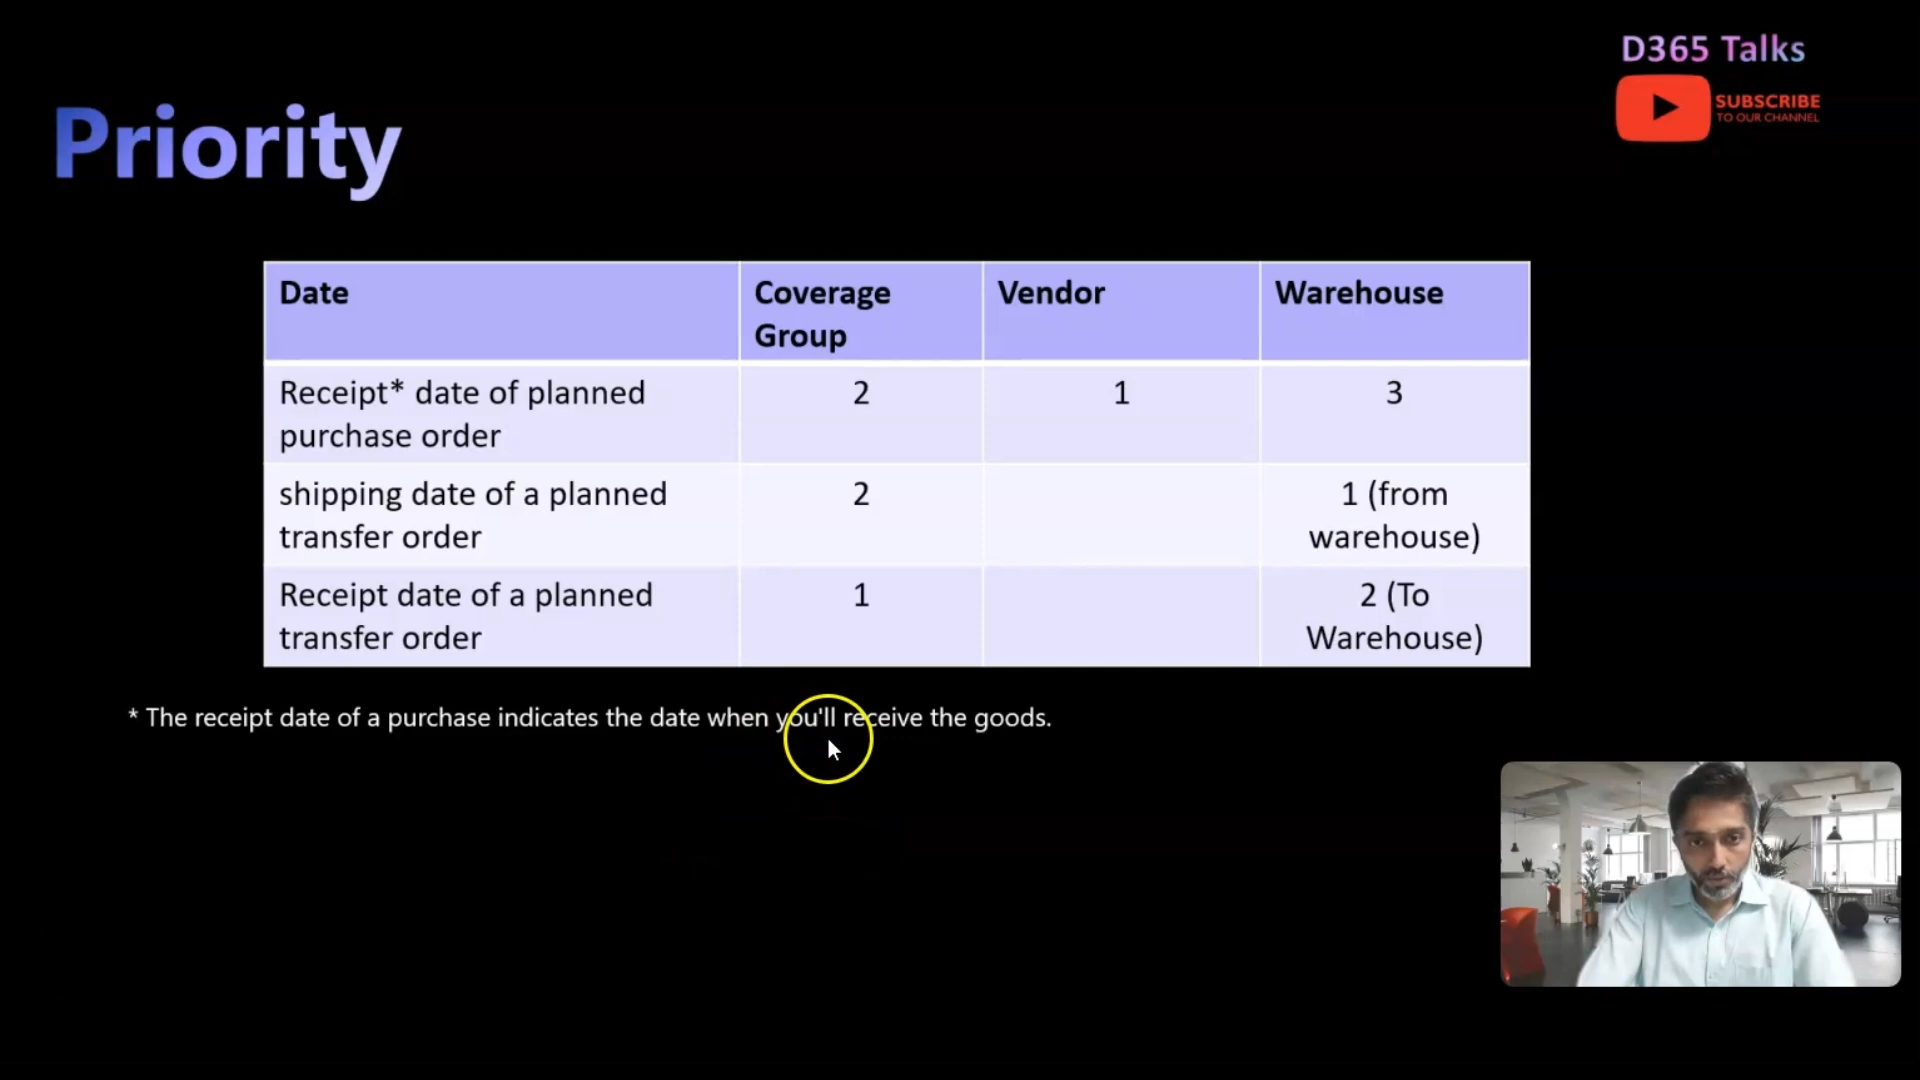 D365 Talks
SUBSCRIBE
TO OUR CHANNEL
Priority
Date
Coverage
Group
Vendor
Warehouse
Receipt* date of planned
purchase order
2
1
3
shipping date of a planned
transfer order
2
1 (from
warehouse)
Receipt date of a planned
transfer order
1
2 (To
Warehouse)
* The receipt date of a purchase indicates the date when you'll receive the goods.